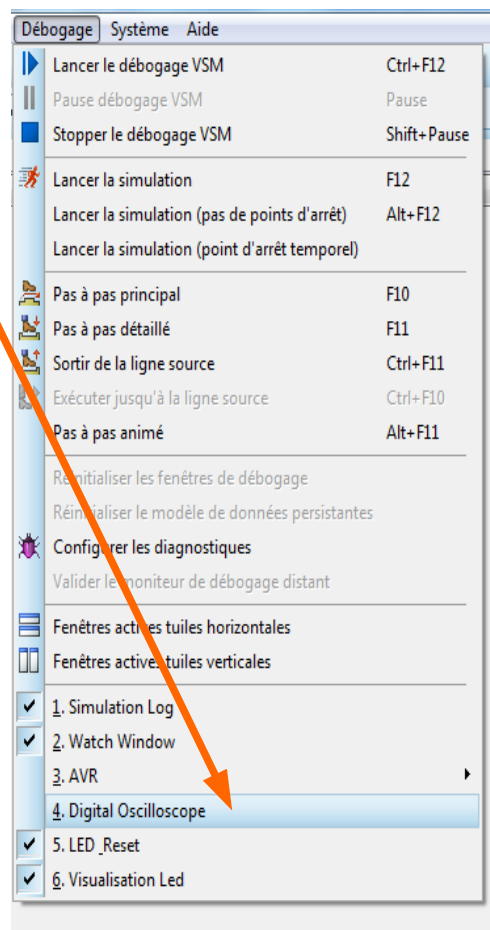 Débogage Système Aide
Lancer le débogage VSM Ctrl+F12
Pause débogage VSM Pause
Stopper le débogage VSM Shift+Pause
Lancer la simulation F12
Lancer la simulation (pas de points d'arrêt) Alt+F12
Lancer la simulation (point d'arrêt temporel)
Pas à pas principal F10
Pas à pas détaillé F11
Sortir de la ligne source Ctrl+F11
Exécuter jusqu'à la ligne source Ctrl+F10
Pas à pas animé Alt+F11
Réinitialiser les fenêtres de débogage
Réinitialiser le modèle de données persistantes
Configurer les diagnostiques
Valider le moniteur de débogage distant
Fenêtres actives tuiles horizontales
Fenêtres actives tuiles verticales
1. Simulation Log
2. Watch Window
3. AVR
4. Digital Oscilloscope
5. LED_Reset
6. Visualisation Led